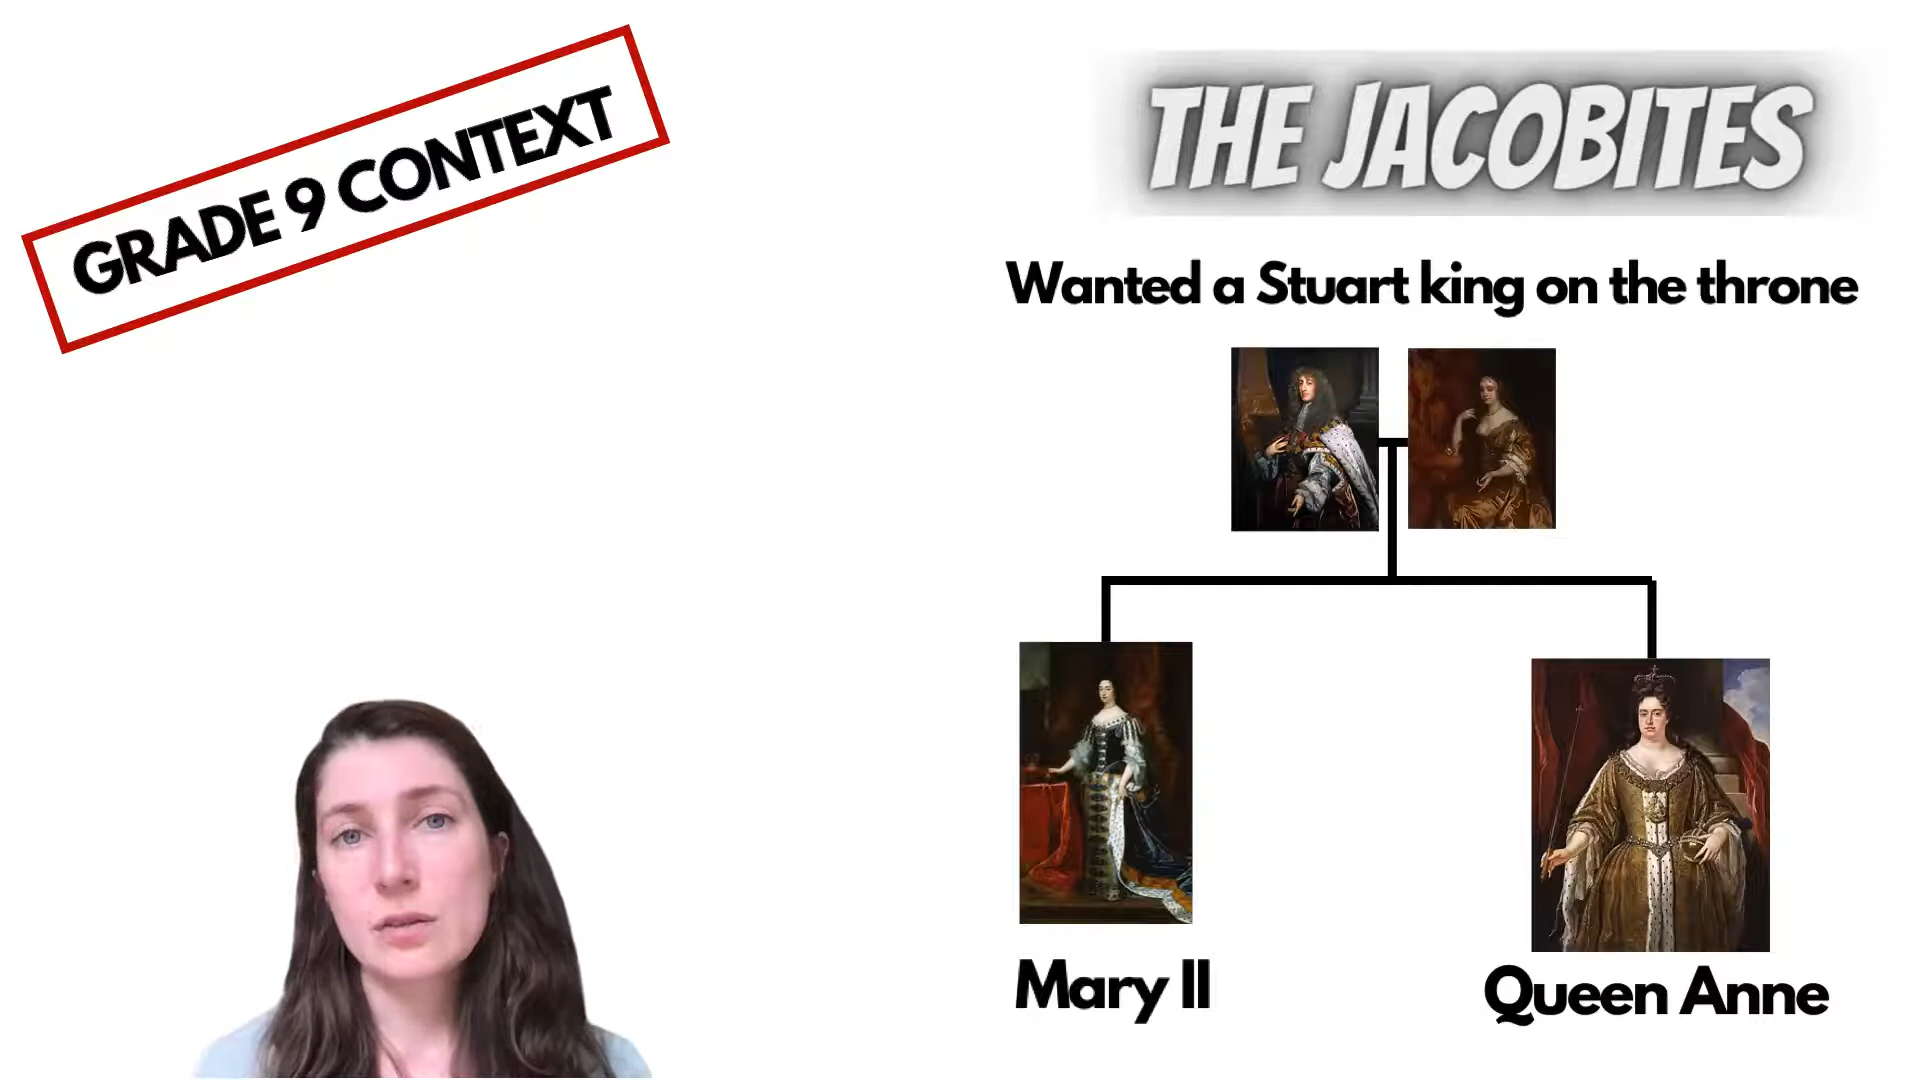 GRADE 9 CONTEXT
THE JACOBITES
Wanted a Stuart king on the throne
Mary II
Queen Anne